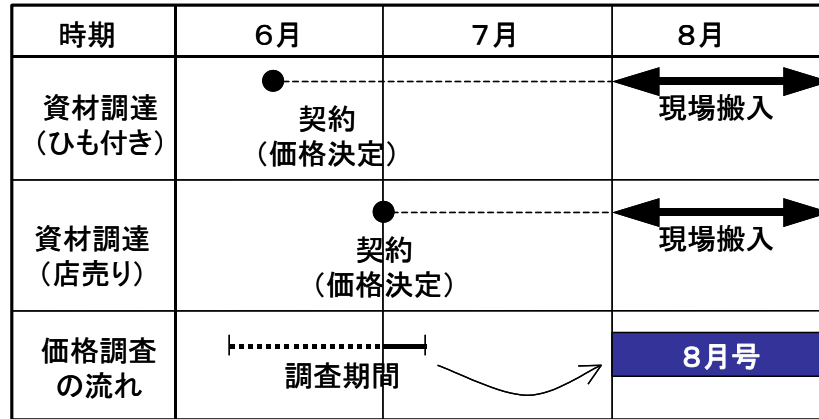 時期
6月
7月
8月
資材調達
（ひも付き）
契約
（価格決定）
現場搬入
資材調達
（店売り）
契約
（価格決定）
現場搬入
価格調査
の流れ
調査期間
8月号